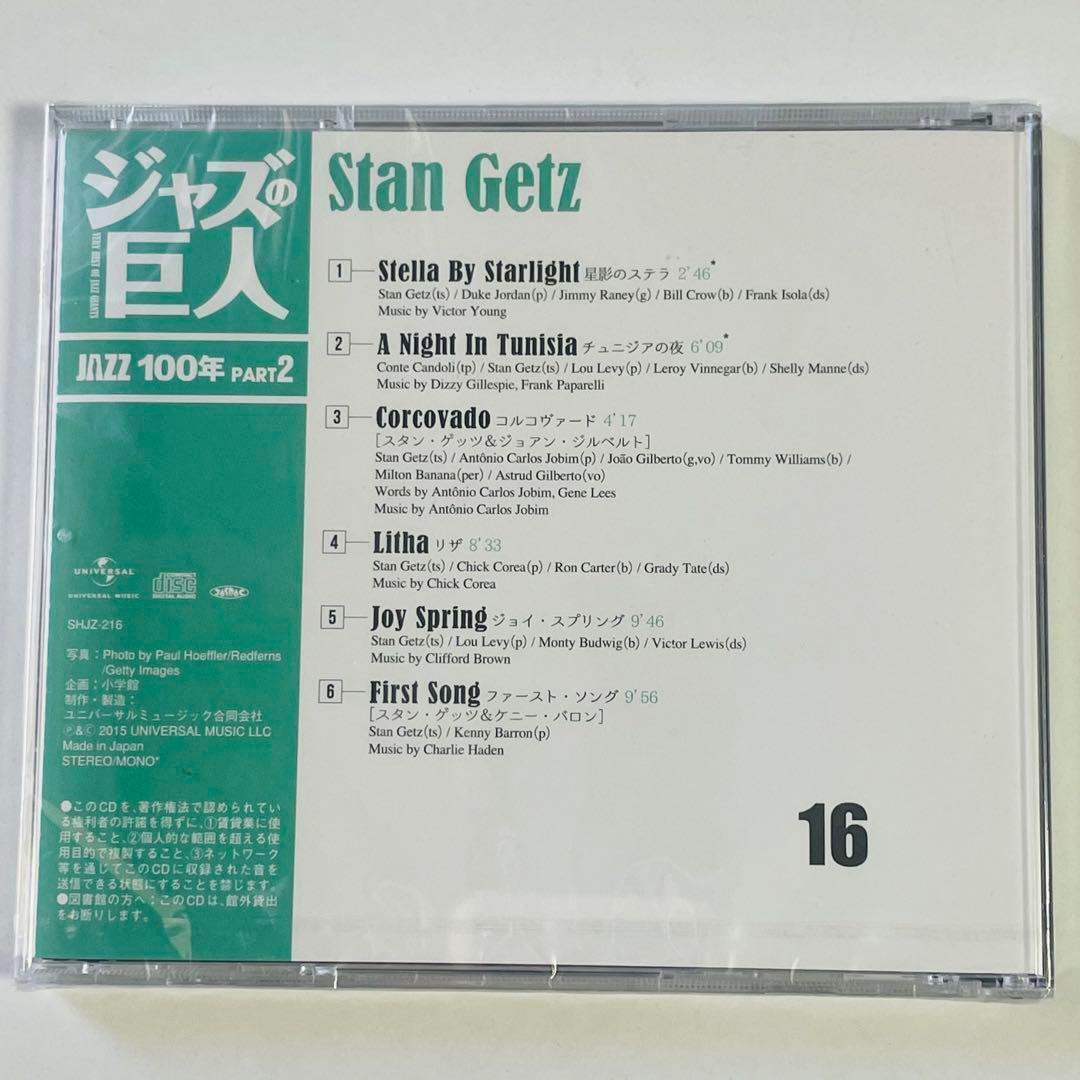 ジャズの
巨人
VERY BEST OF JAZZ GIANTS
JAZZ 100年 PART2
UNIVERSAL
UNIVERSAL MUSIC
COMPACT
disc
DIGITAL AUDIO
JASRAC
SHJZ-216
写真：Photo by Paul Hoeffler/Redferns
/Getty Images
企画：小学館
制作・製造：
ユニバーサルミュージック合同会社
Ⓟ&Ⓒ 2015 UNIVERSAL MUSIC LLC
Made in Japan
STEREO/MONO*
●このCDを、著作権法で認められてい
る権利者の許諾を得ずに、①賃貸業に使
用すること、②個人的な範囲を超える使
用目的で複製すること、③ネットワーク
等を通じてこのCDに収録された音を
送信できる状態にすることを禁じます。
●図書館の方へ：このCDは、館外貸出
をお断りします。
Stan Getz
1 Stella By Starlight 星影のステラ 2'46*
Stan Getz(ts) / Duke Jordan(p) / Jimmy Raney(g) / Bill Crow(b) / Frank Isola(ds)
Music by Victor Young
2 A Night In Tunisia チュニジアの夜 6'09*
Conte Candoli(tp) / Stan Getz(ts) / Lou Levy(p) / Leroy Vinnegar(b) / Shelly Manne(ds)
Music by Dizzy Gillespie, Frank Paparelli
3 Corcovado コルコヴァード 4'17
［スタン・ゲッツ&ジョアン・ジルベルト］
Stan Getz(ts) / Antônio Carlos Jobim(p) / João Gilberto(g,vo) / Tommy Williams(b) /
Milton Banana(per) / Astrud Gilberto(vo)
Words by Antônio Carlos Jobim, Gene Lees
Music by Antônio Carlos Jobim
4 Litha リザ 8'33
Stan Getz(ts) / Chick Corea(p) / Ron Carter(b) / Grady Tate(ds)
Music by Chick Corea
5 Joy Spring ジョイ・スプリング 9'46
Stan Getz(ts) / Lou Levy(p) / Monty Budwig(b) / Victor Lewis(ds)
Music by Clifford Brown
6 First Song ファースト・ソング 9'56
［スタン・ゲッツ&ケニー・バロン］
Stan Getz(ts) / Kenny Barron(p)
Music by Charlie Haden
16